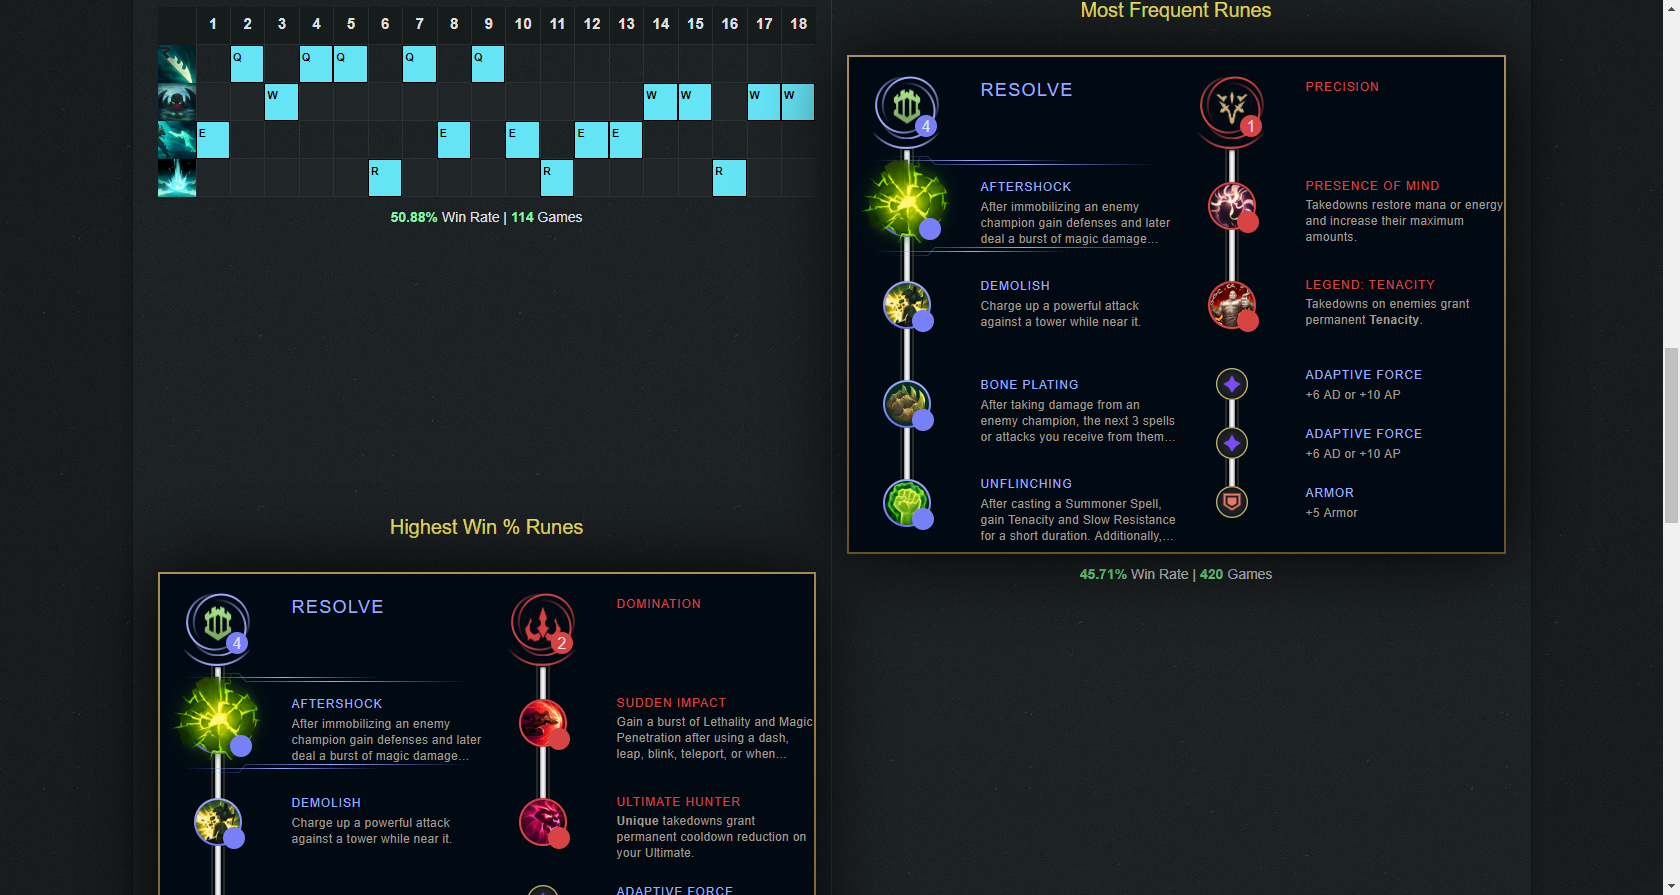 1 2 3 4 5 6 7 8 9 10 11 12 13 14 15 16 17 18
Q Q Q Q Q
W W W W W
E E E E E
R R R
50.88% Win Rate | 114 Games
Highest Win % Runes
4
RESOLVE
2
DOMINATION
AFTERSHOCK
After immobilizing an enemy
champion gain defenses and later
deal a burst of magic damage...
SUDDEN IMPACT
Gain a burst of Lethality and Magic
Penetration after using a dash,
leap, blink, teleport, or when...
DEMOLISH
Charge up a powerful attack
against a tower while near it.
ULTIMATE HUNTER
Unique takedowns grant
permanent cooldown reduction on
your Ultimate.
ADAPTIVE FORCE
Most Frequent Runes
4
RESOLVE
1
PRECISION
AFTERSHOCK
After immobilizing an enemy
champion gain defenses and later
deal a burst of magic damage...
PRESENCE OF MIND
Takedowns restore mana or energy
and increase their maximum
amounts.
DEMOLISH
Charge up a powerful attack
against a tower while near it.
LEGEND: TENACITY
Takedowns on enemies grant
permanent Tenacity.
BONE PLATING
After taking damage from an
enemy champion, the next 3 spells
or attacks you receive from them...
ADAPTIVE FORCE
+6 AD or +10 AP
ADAPTIVE FORCE
+6 AD or +10 AP
UNFLINCHING
After casting a Summoner Spell,
gain Tenacity and Slow Resistance
for a short duration. Additionally,...
ARMOR
+5 Armor
45.71% Win Rate | 420 Games